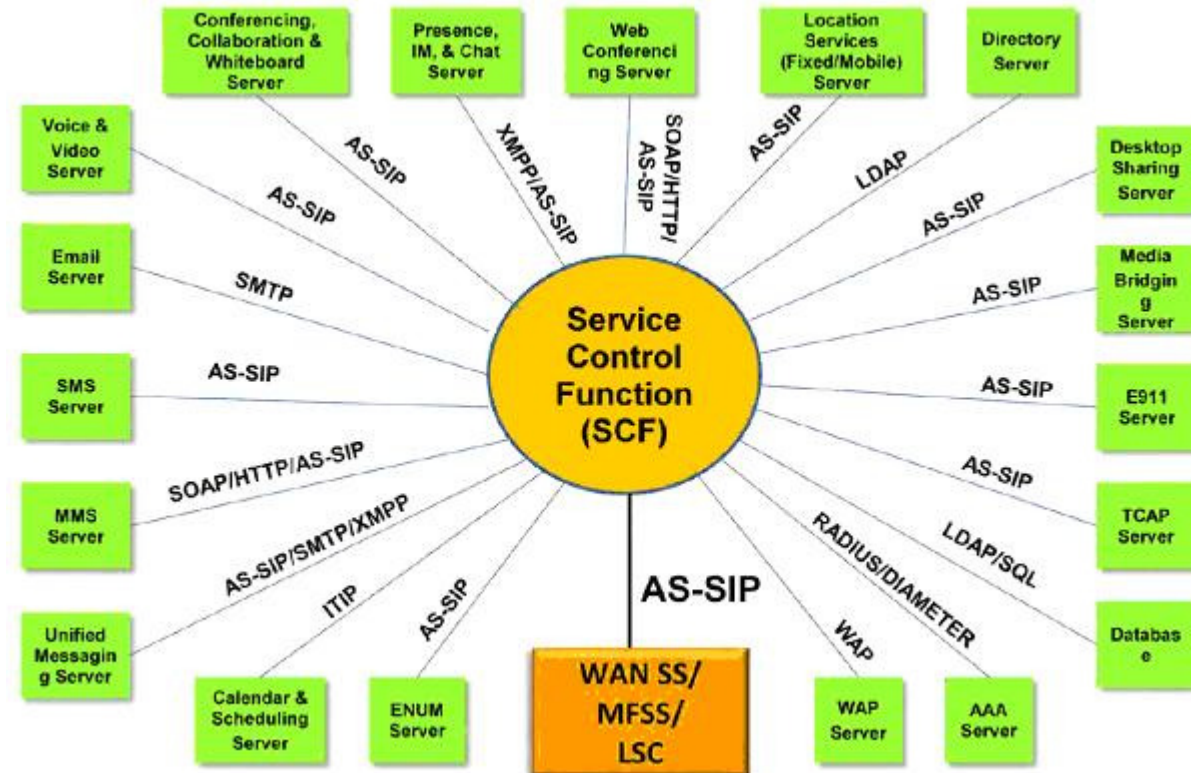 Conferencing,
Collaboration &
Whiteboard
Server
Presence,
IM, & Chat
Server
Web
Conferenci
ng Server
Location
Services
(Fixed/Mobile)
Server
Directory
Server
Voice &
Video
Server
Email
Server
SMS
Server
MMS
Server
Unified
Messagin
g Server
Calendar &
Scheduling
Server
ENUM
Server
WAN SS/
MFSS/
LSC
WAP
Server
AAA
Server
Databas
e
TCAP
Server
E911
Server
Media
Bridgin
g
Server
Desktop
Sharing
Server
Service
Control
Function
(SCF)
AS-SIP
XMPP/AS-SIP
SOAP/HTTP/
AS-SIP
AS-SIP
LDAP
AS-SIP
AS-SIP
AS-SIP
AS-SIP
LDAP/SQL
RADIUS/DIAMETER
WAP
AS-SIP
AS-SIP
ITIP
AS-SIP/SMTP/XMPP
SOAP/HTTP/AS-SIP
AS-SIP
SMTP
AS-SIP